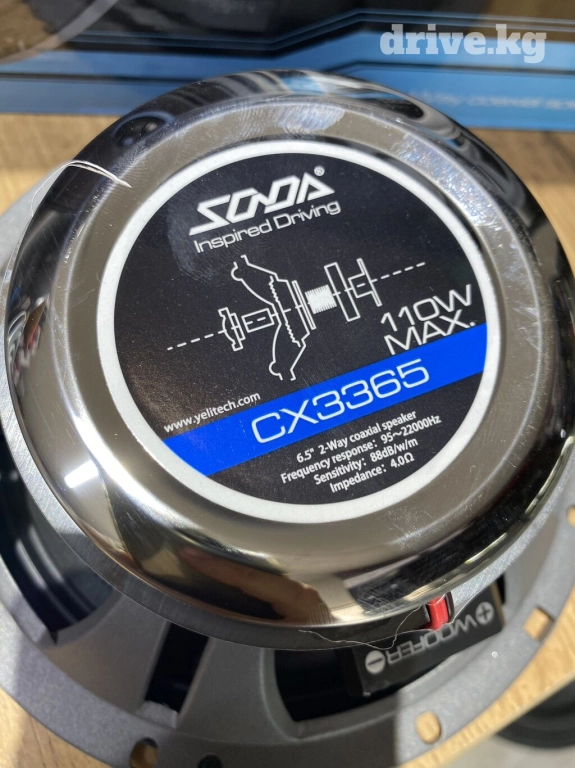 drive.kg
SOUDA®
Inspired Driving
110W
MAX.
www.yelitech.com
CX3365
6.5" 2-Way coaxial speaker
Frequency response: 95~22000Hz
Sensitivity: 88dB/w/m
Impedance: 4.0Ω
+ WOOFER −